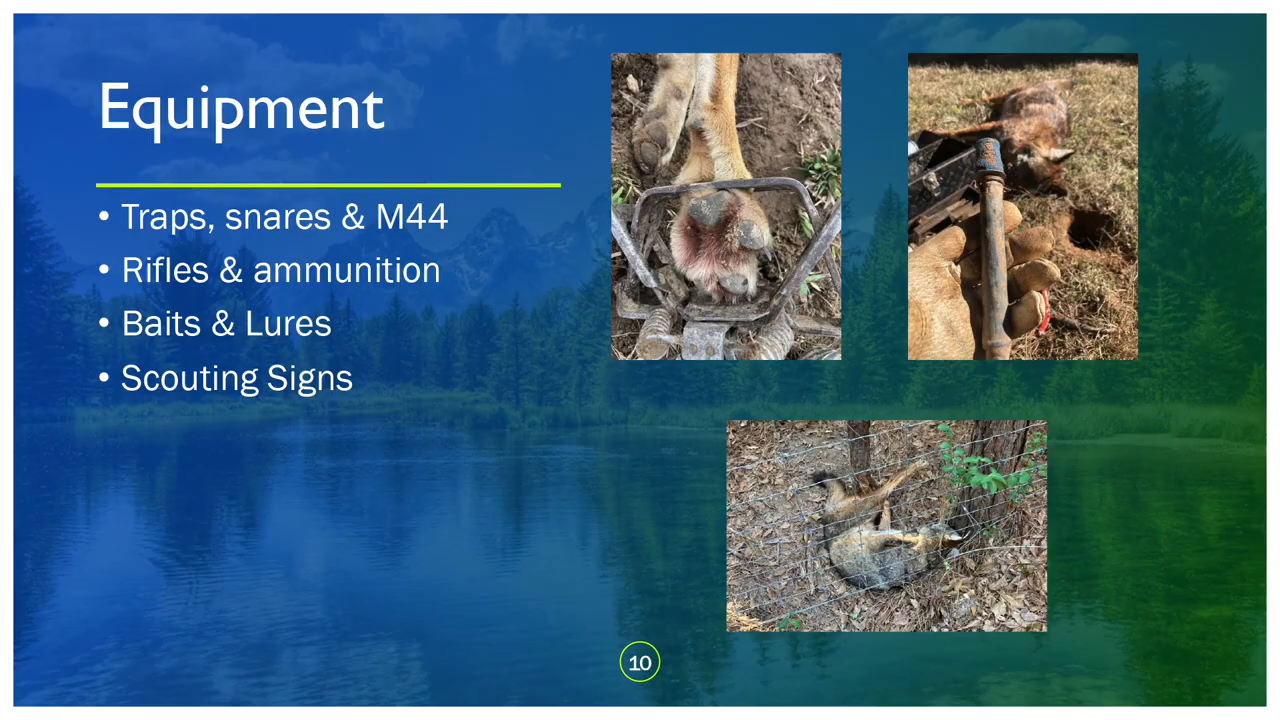 Equipment
• Traps, snares & M44
• Rifles & ammunition
• Baits & Lures
• Scouting Signs
10